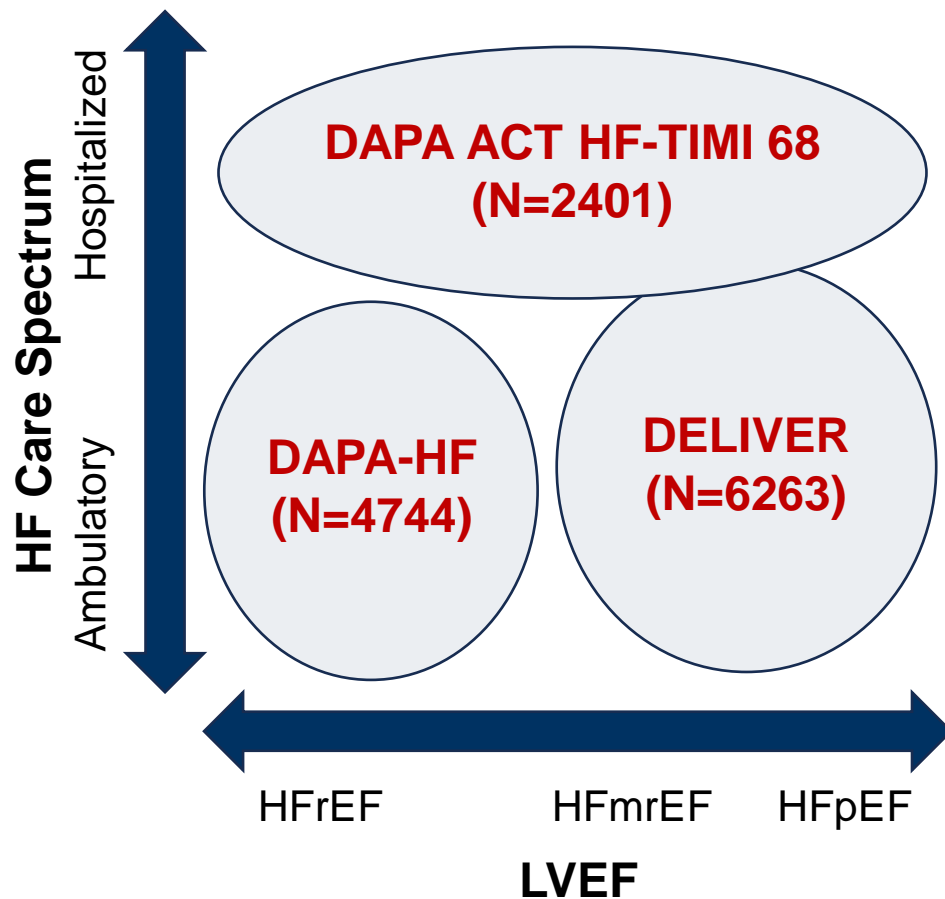 HF Care Spectrum
Hospitalized
Ambulatory
DAPA ACT HF-TIMI 68
(N=2401)
DAPA-HF
(N=4744)
DELIVER
(N=6263)
HFrEF
HFmrEF
HFpEF
LVEF